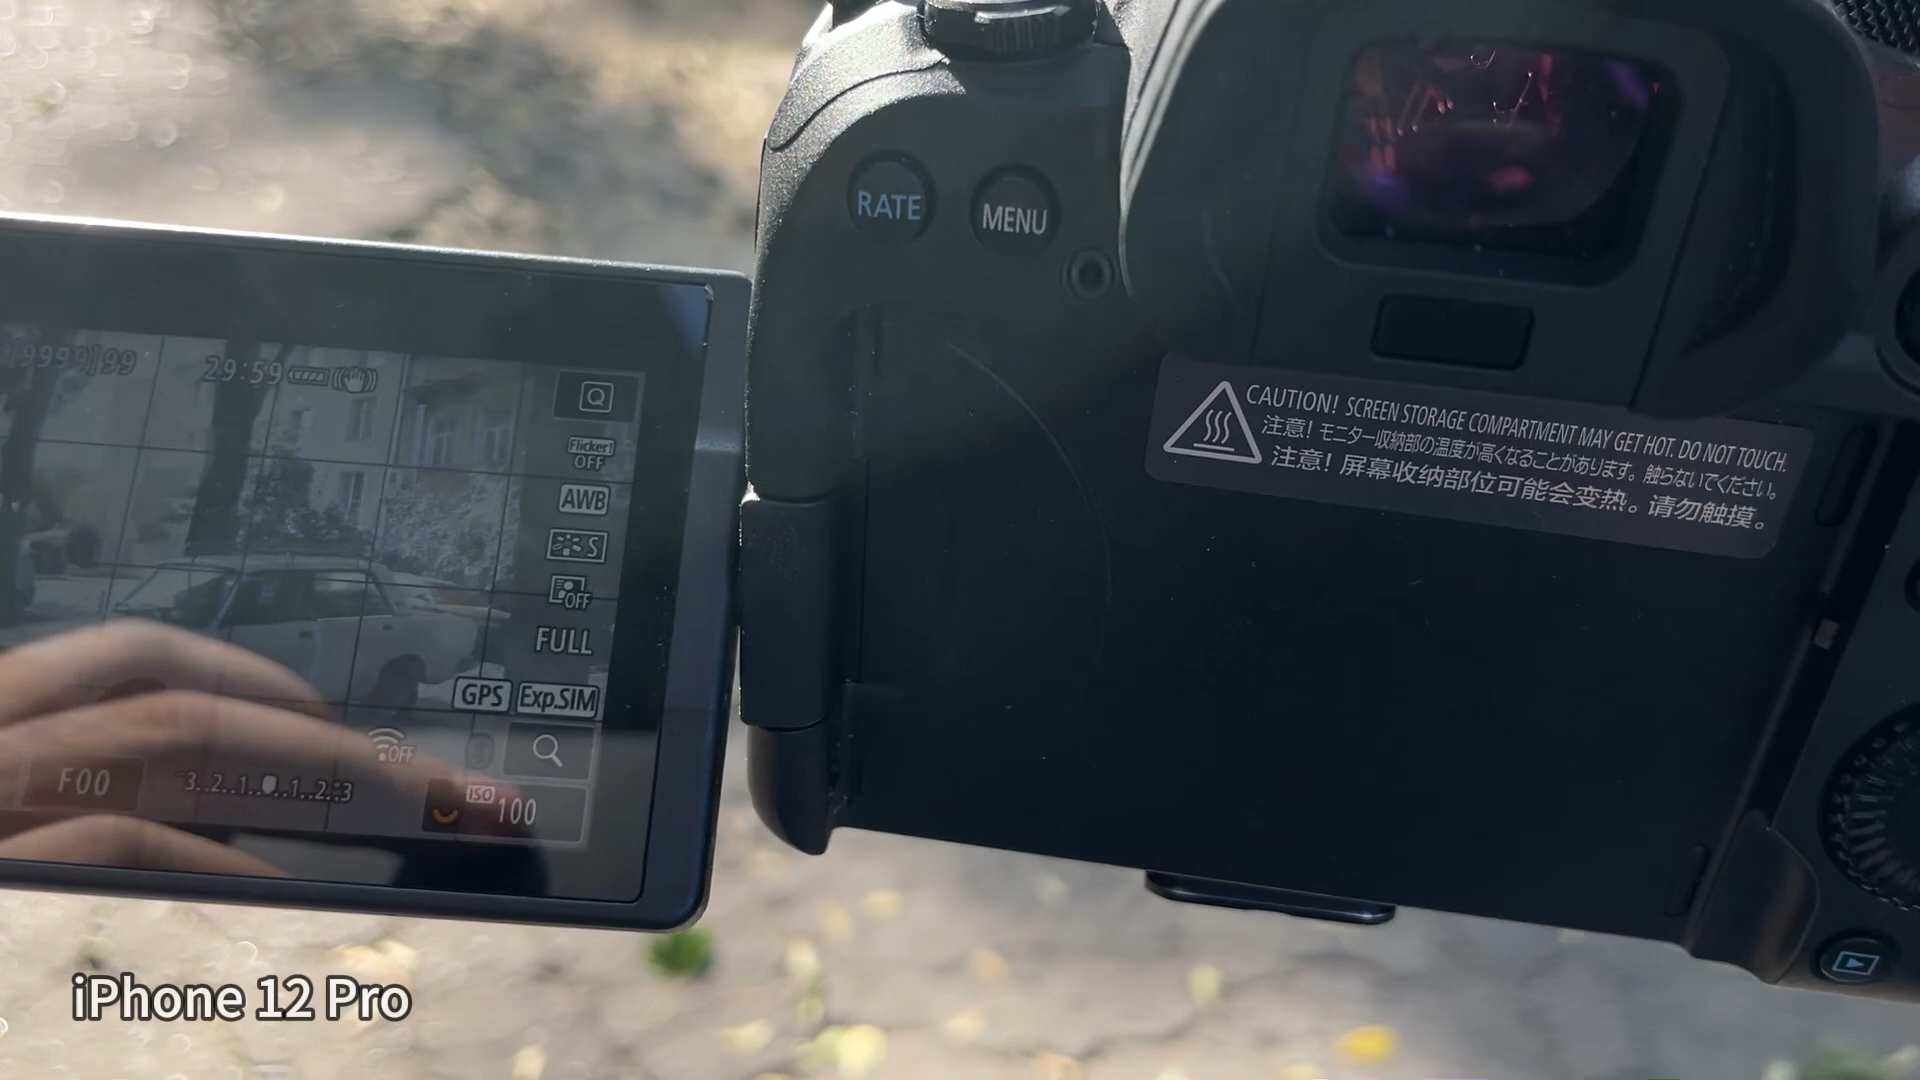 RATE
MENU
[9999]99
29:59
Q
Flicker!
OFF
AWB
S
OFF
FULL
GPS
Exp.SIM
OFF
F00
3..2..1..0..1..2..3
ISO
100
CAUTION! SCREEN STORAGE COMPARTMENT MAY GET HOT. DO NOT TOUCH.
注意! モニター収納部の温度が高くなることがあります。触らないでください。
注意! 屏幕收纳部位可能会变热。请勿触摸。
iPhone 12 Pro